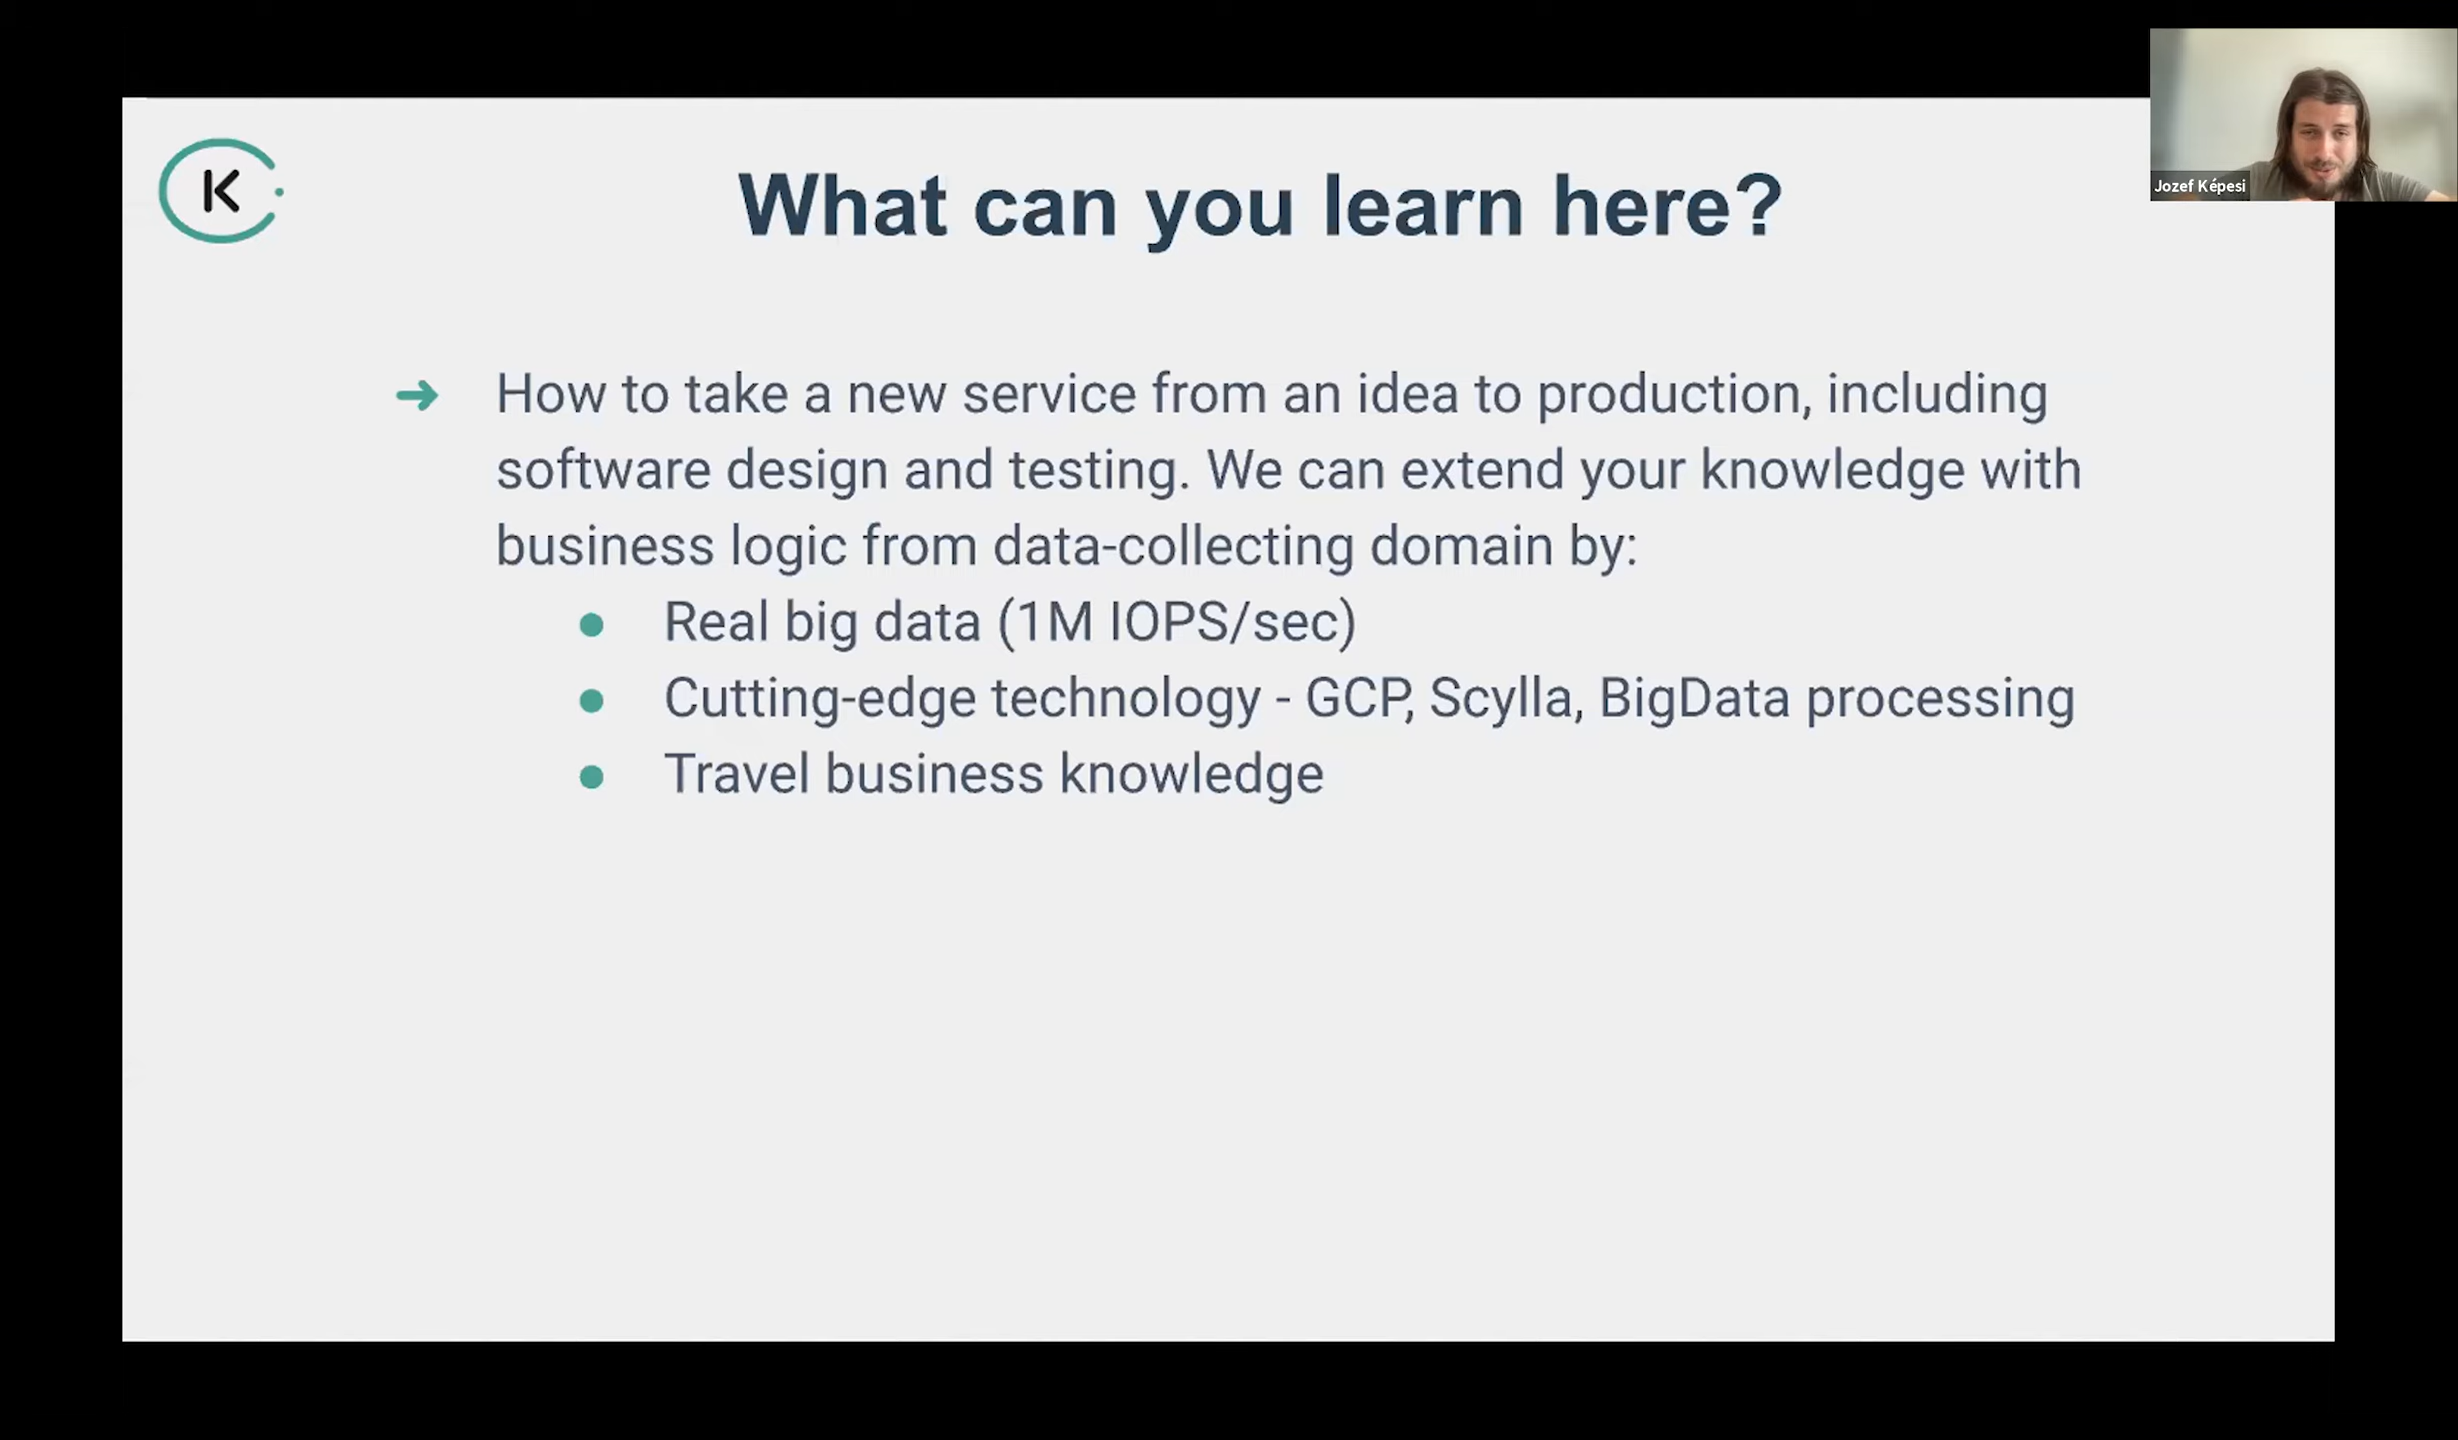 K
What can you learn here?
Jozef Képesi
➜ How to take a new service from an idea to production, including
software design and testing. We can extend your knowledge with
business logic from data-collecting domain by:
● Real big data (1M IOPS/sec)
● Cutting-edge technology - GCP, Scylla, BigData processing
● Travel business knowledge